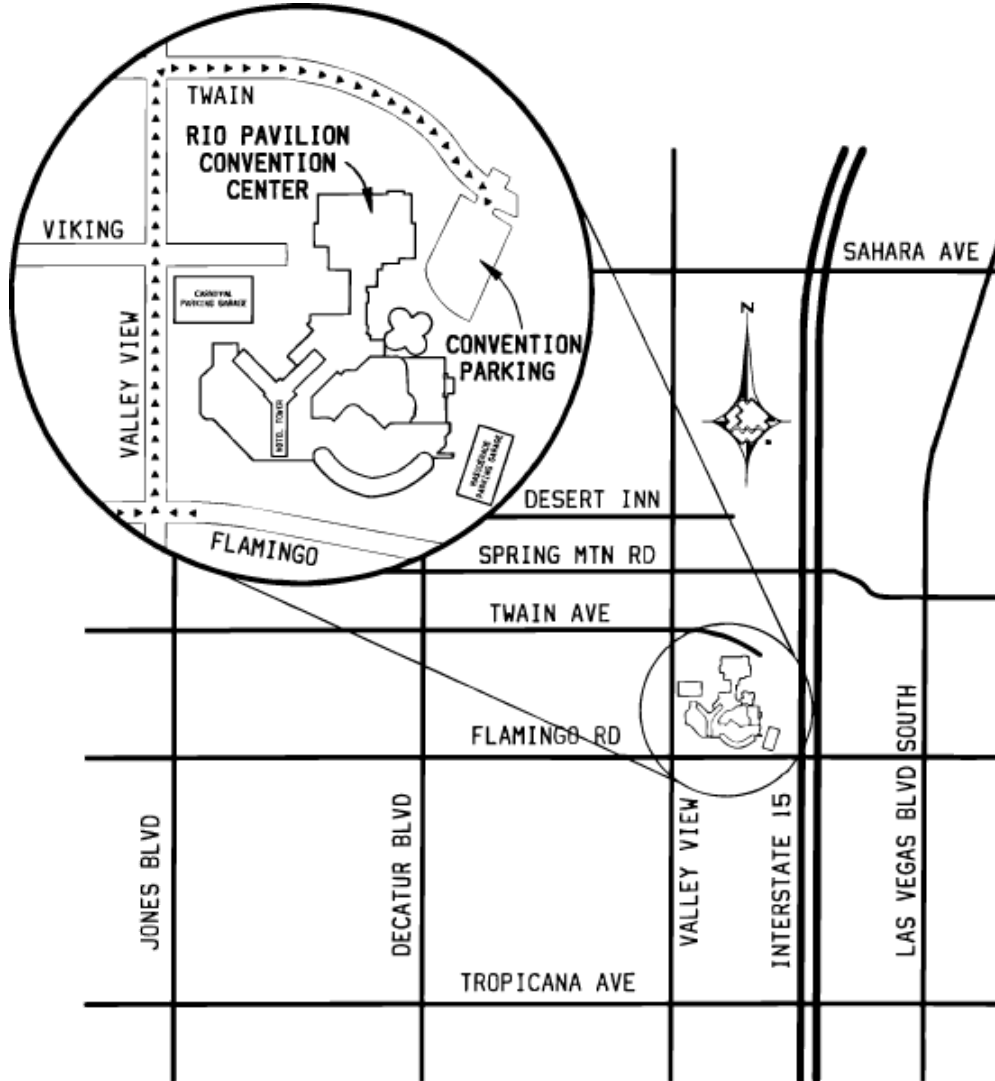 TWAIN
RIO PAVILION
CONVENTION
CENTER
VIKING
CARNIVAL
PARKING GARAGE
VALLEY VIEW
CONVENTION
PARKING
HOTEL TOWER
MASQUERADE
PARKING GARAGE
FLAMINGO
SAHARA AVE
N
DESERT INN
SPRING MTN RD
TWAIN AVE
FLAMINGO RD
JONES BLVD
DECATUR BLVD
VALLEY VIEW
INTERSTATE 15
LAS VEGAS BLVD SOUTH
TROPICANA AVE